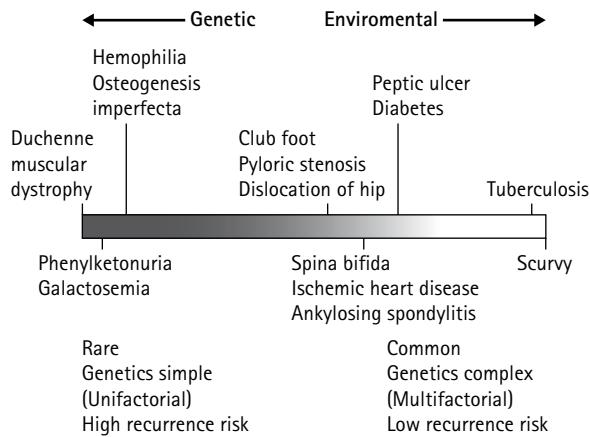 Genetic Enviromental
Hemophilia
Osteogenesis
imperfecta
Peptic ulcer
Diabetes
Duchenne
muscular
dystrophy
Club foot
Pyloric stenosis
Dislocation of hip
Tuberculosis
Phenylketonuria
Galactosemia
Spina bifida
Ischemic heart disease
Ankylosing spondylitis
Scurvy
Rare
Genetics simple
(Unifactorial)
High recurrence risk
Common
Genetics complex
(Multifactorial)
Low recurrence risk